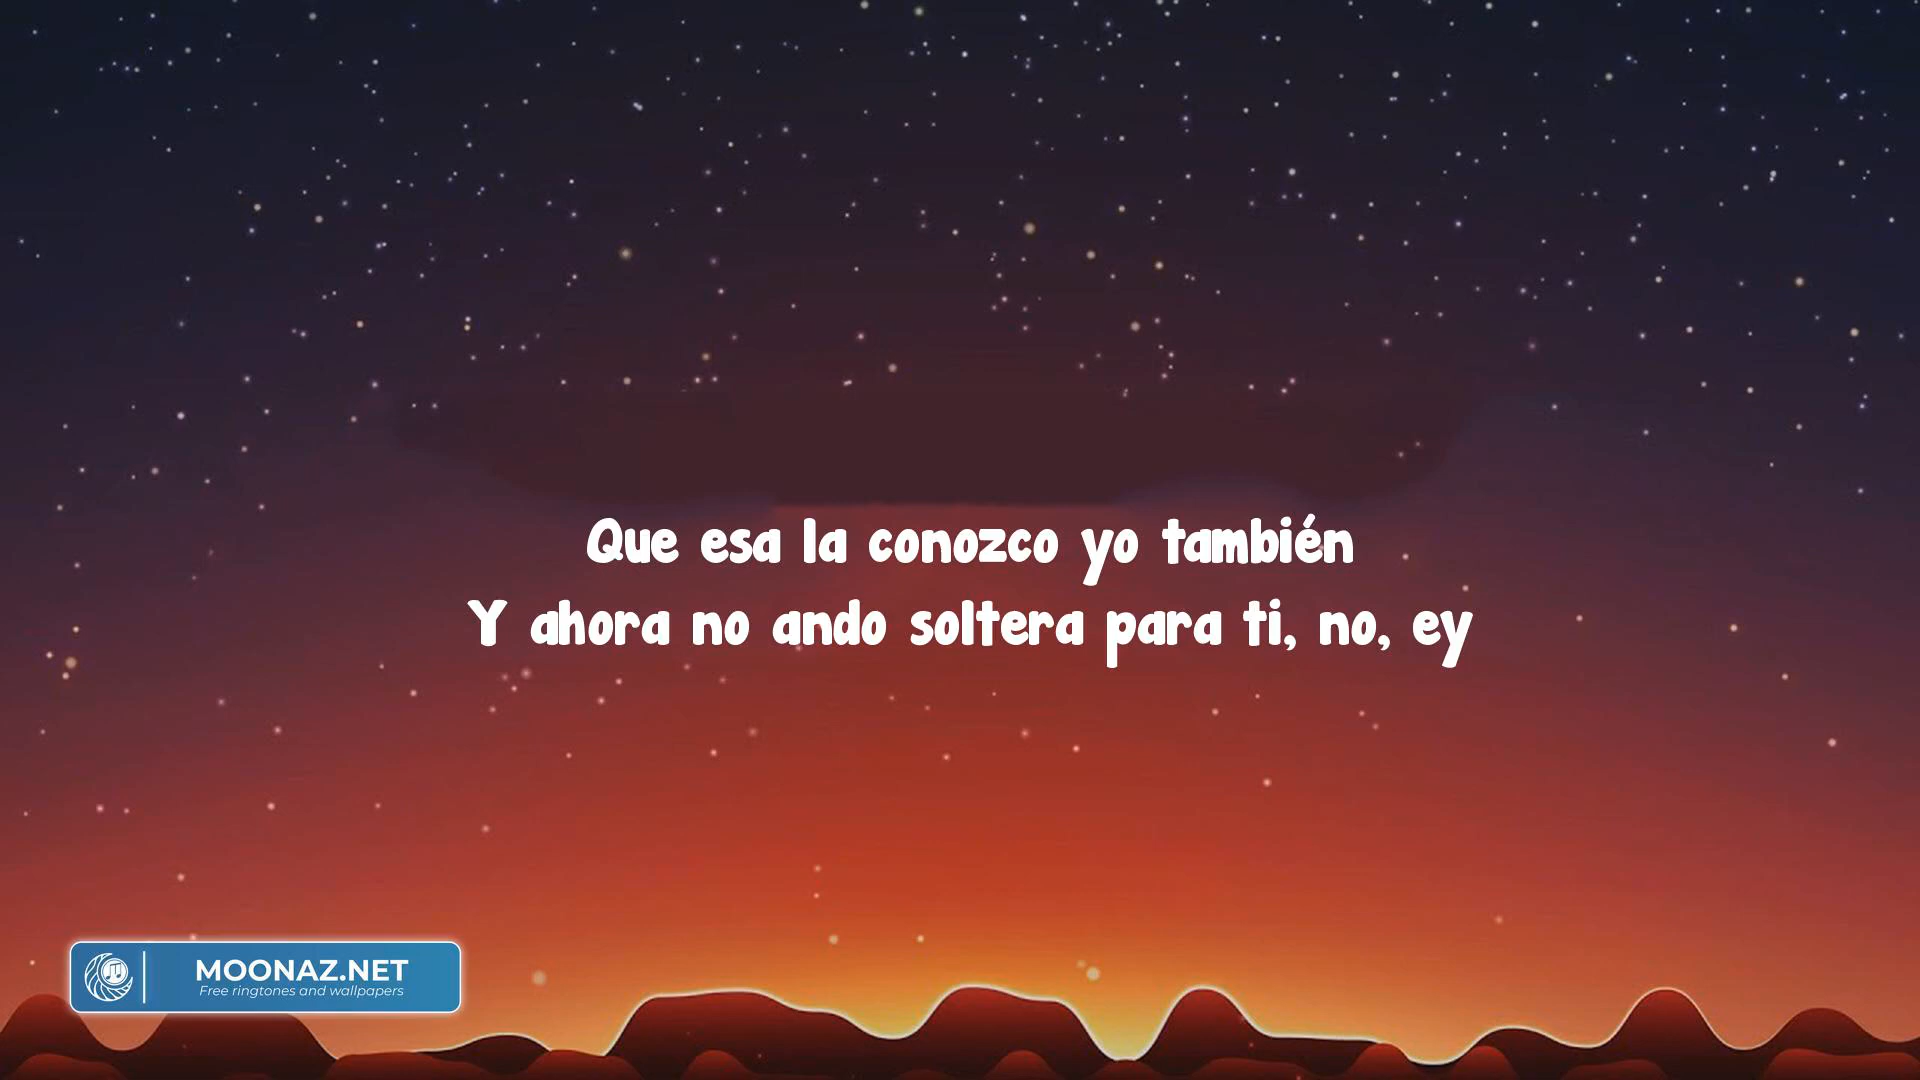 Que esa la conozco yo también
Y ahora no ando soltera para ti, no, ey
MOONAZ.NET
Free ringtones and wallpapers